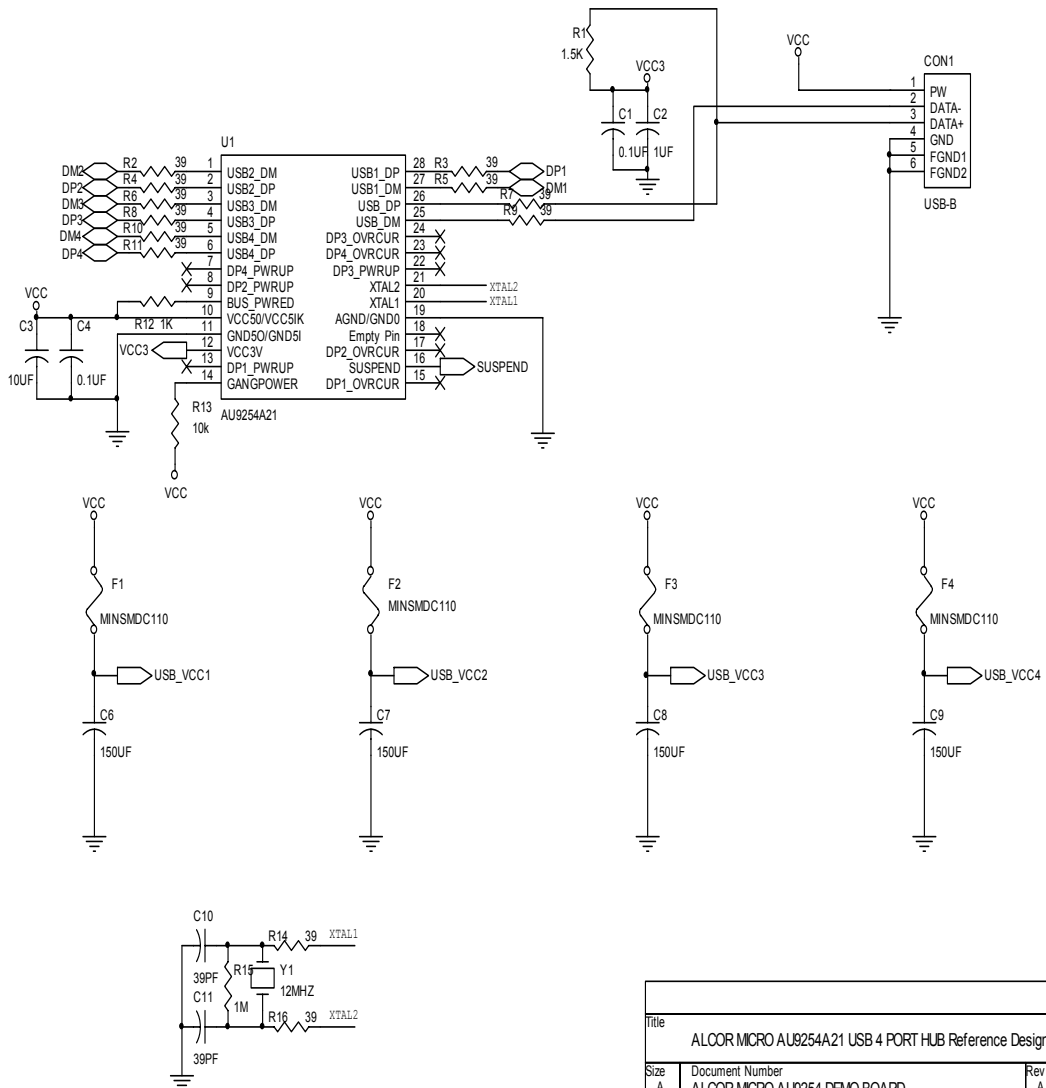 R1
1.5K
VCC3
C1
C2
0.1UF
1UF
VCC
CON1
1
PW
2
DATA-
3
DATA+
4
GND
5
FGND1
6
FGND2
USB-B
U1
DM2
R2
39
1
USB2_DM
DP2
R4
39
2
USB2_DP
DM3
R6
39
3
USB3_DM
DP3
R8
39
4
USB3_DP
DM4
R10
39
5
USB4_DM
DP4
R11
39
6
USB4_DP
7
DP4_PWRUP
8
DP2_PWRUP
9
BUS_PWRED
10
VCC50/VCC5IK
11
GND5O/GND5I
12
VCC3V
13
DP1_PWRUP
14
GANGPOWER
USB1_DP
28
R3
39
DP1
USB1_DM
27
R5
39
DM1
USB_DP
26
R7
39
USB_DM
25
R9
39
DP3_OVRCUR
24
DP4_OVRCUR
23
DP3_PWRUP
22
XTAL2
21
XTAL2
XTAL1
20
XTAL1
AGND/GND0
19
Empty Pin
18
DP2_OVRCUR
17
SUSPEND
16
SUSPEND
DP1_OVRCUR
15
AU9254A21
VCC
C3
C4
10UF
0.1UF
R12 1K
VCC3
R13
10k
VCC
VCC
F1
MINSMDC110
USB_VCC1
C6
150UF
VCC
F2
MINSMDC110
USB_VCC2
C7
150UF
VCC
F3
MINSMDC110
USB_VCC3
C8
150UF
VCC
F4
MINSMDC110
USB_VCC4
C9
150UF
C10
39PF
R14 39 XTAL1
R15
1M
Y1
12MHZ
C11
39PF
R16 39 XTAL2
Title
ALCOR MICRO AU9254A21 USB 4 PORT HUB Reference Design
Size
A
Document Number
ALCOR MICRO AU9254 DEMO BOARD
Rev